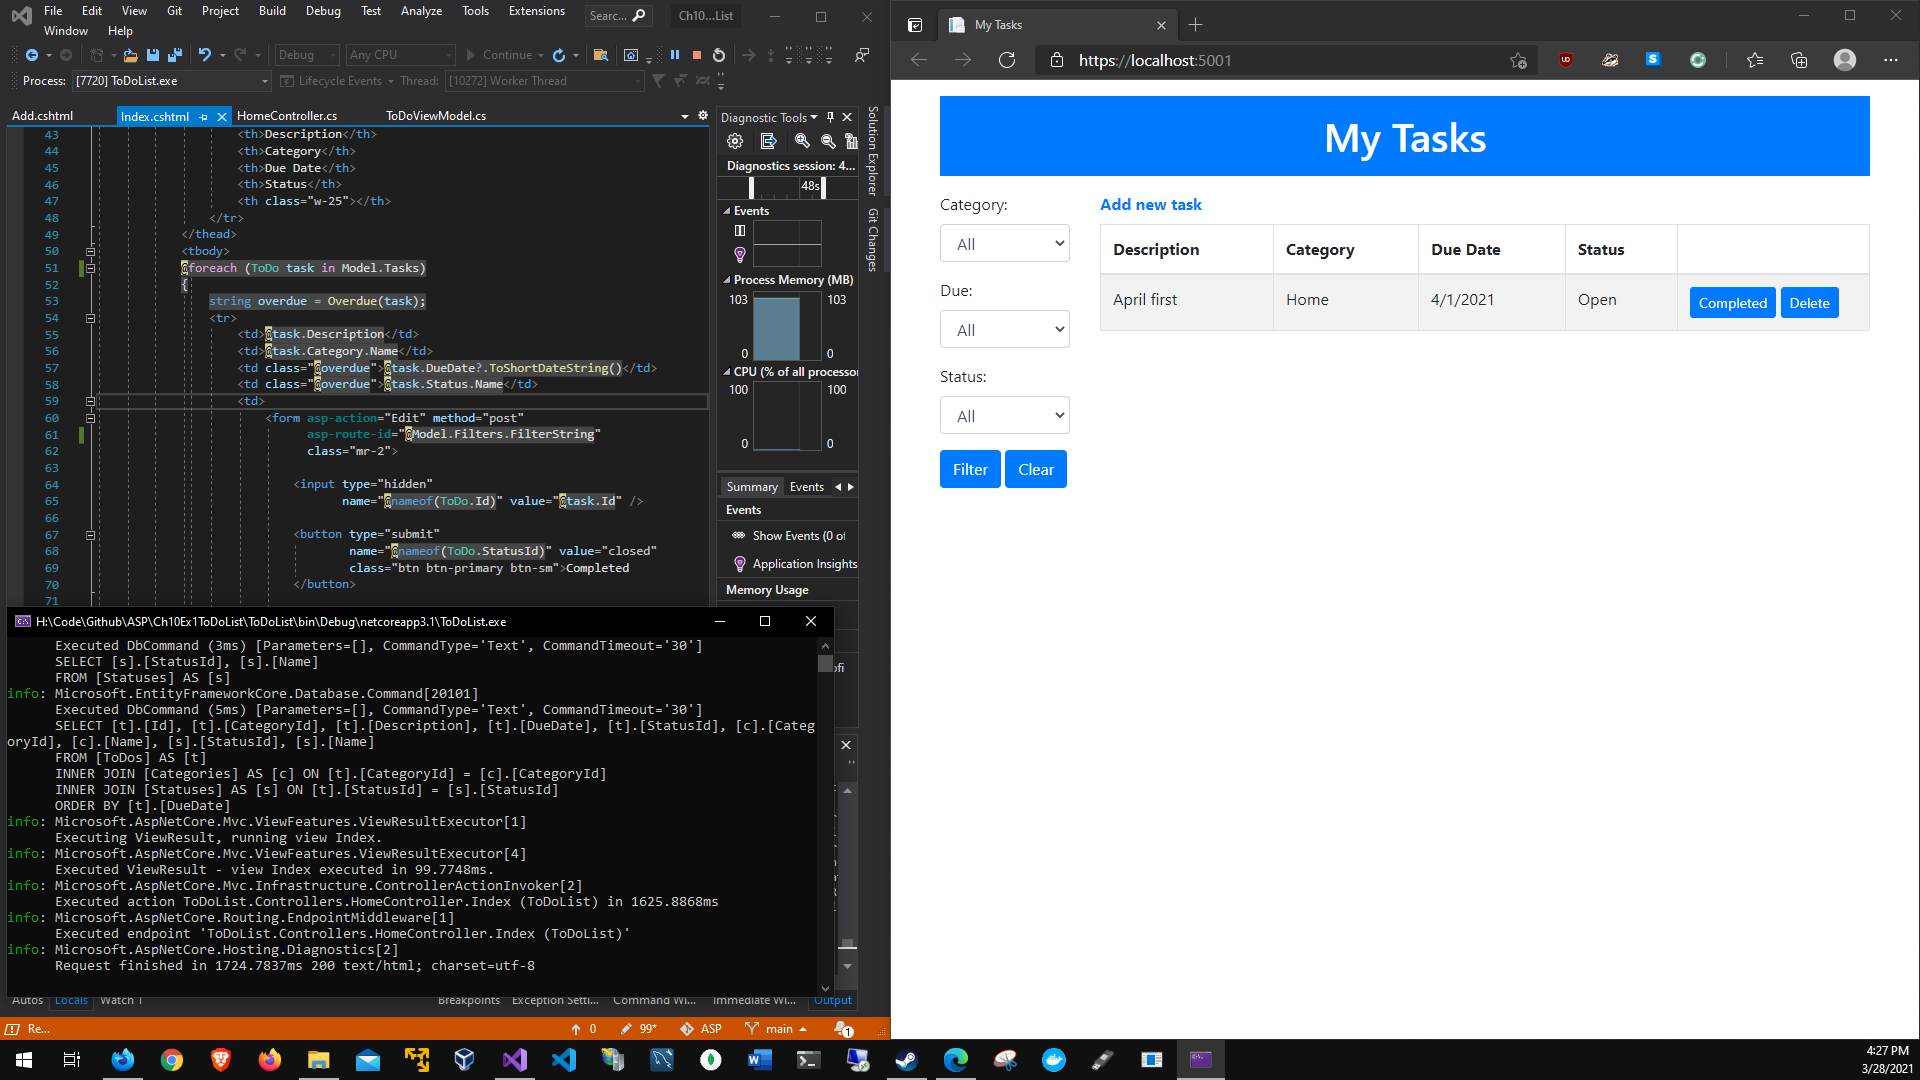 File Edit View Git Project Build Debug Test Analyze Tools Extensions Searc... Ch10...List
Window Help
Debug Any CPU Continue
Process: [7720] ToDoList.exe Lifecycle Events Thread: [10272] Worker Thread
Add.cshtml Index.cshtml HomeController.cs ToDoViewModel.cs
43 <th>Description</th>
44 <th>Category</th>
45 <th>Due Date</th>
46 <th>Status</th>
47 <th class="w-25"></th>
48 </tr>
49 </thead>
50 <tbody>
51 @foreach (ToDo task in Model.Tasks)
52 {
53 string overdue = Overdue(task);
54 <tr>
55 <td>@task.Description</td>
56 <td>@task.Category.Name</td>
57 <td class="@overdue">@task.DueDate?.ToShortDateString()</td>
58 <td class="@overdue">@task.Status.Name</td>
59 <td>
60 <form asp-action="Edit" method="post"
61 asp-route-id="@Model.Filters.FilterString"
62 class="mr-2">
63
64 <input type="hidden"
65 name="@nameof(ToDo.Id)" value="@task.Id" />
66
67 <button type="submit"
68 name="@nameof(ToDo.StatusId)" value="closed"
69 class="btn btn-primary btn-sm">Completed
70 </button>
71
Diagnostic Tools
Diagnostics session: 4...
48s
Events
Process Memory (MB)
103 103
0 0
CPU (% of all processor
100 100
0 0
Summary Events
Events
Show Events (0 of
Application Insights
Memory Usage
ofi
Solution Explorer
Git Changes
H:\Code\Github\ASP\Ch10Ex1ToDoList\ToDoList\bin\Debug\netcoreapp3.1\ToDoList.exe
Executed DbCommand (3ms) [Parameters=[], CommandType='Text', CommandTimeout='30']
SELECT [s].[StatusId], [s].[Name]
FROM [Statuses] AS [s]
info: Microsoft.EntityFrameworkCore.Database.Command[20101]
Executed DbCommand (5ms) [Parameters=[], CommandType='Text', CommandTimeout='30']
SELECT [t].[Id], [t].[CategoryId], [t].[Description], [t].[DueDate], [t].[StatusId], [c].[Categ
oryId], [c].[Name], [s].[StatusId], [s].[Name]
FROM [ToDos] AS [t]
INNER JOIN [Categories] AS [c] ON [t].[CategoryId] = [c].[CategoryId]
INNER JOIN [Statuses] AS [s] ON [t].[StatusId] = [s].[StatusId]
ORDER BY [t].[DueDate]
info: Microsoft.AspNetCore.Mvc.ViewFeatures.ViewResultExecutor[1]
Executing ViewResult, running view Index.
info: Microsoft.AspNetCore.Mvc.ViewFeatures.ViewResultExecutor[4]
Executed ViewResult - view Index executed in 99.7748ms.
info: Microsoft.AspNetCore.Mvc.Infrastructure.ControllerActionInvoker[2]
Executed action ToDoList.Controllers.HomeController.Index (ToDoList) in 1625.8868ms
info: Microsoft.AspNetCore.Routing.EndpointMiddleware[1]
Executed endpoint 'ToDoList.Controllers.HomeController.Index (ToDoList)'
info: Microsoft.AspNetCore.Hosting.Diagnostics[2]
Request finished in 1724.7837ms 200 text/html; charset=utf-8
Autos Locals Watch 1 Breakpoints Exception Setti... Command Wi... Immediate Wi... Output
Re... 0 99* ASP main 1
My Tasks
https://localhost:5001
My Tasks
Category:
All
Due:
All
Status:
All
Filter Clear
Add new task
Description Category Due Date Status
April first Home 4/1/2021 Open Completed Delete
4:27 PM
3/28/2021